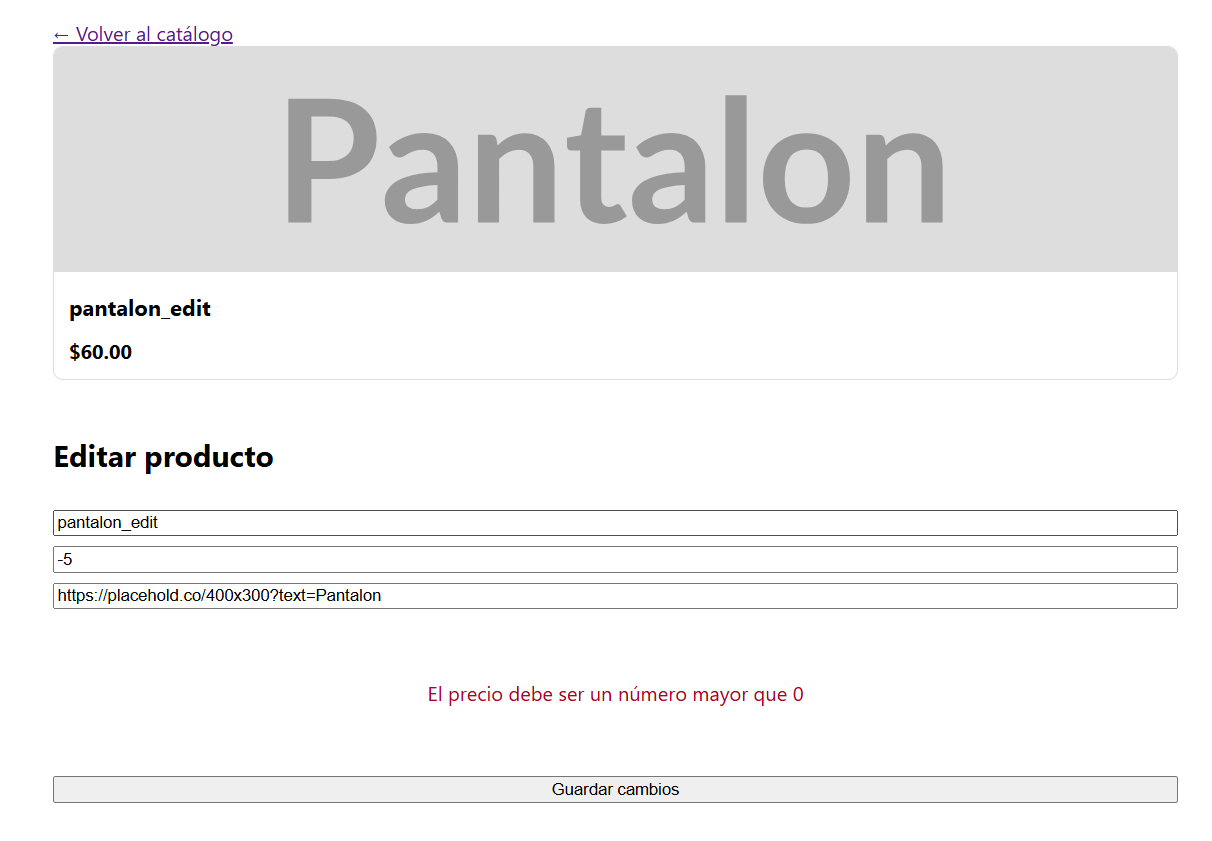 ← Volver al catálogo
Pantalon
pantalon_edit
$60.00
Editar producto
pantalon_edit
-5
https://placehold.co/400x300?text=Pantalon
El precio debe ser un número mayor que 0
Guardar cambios